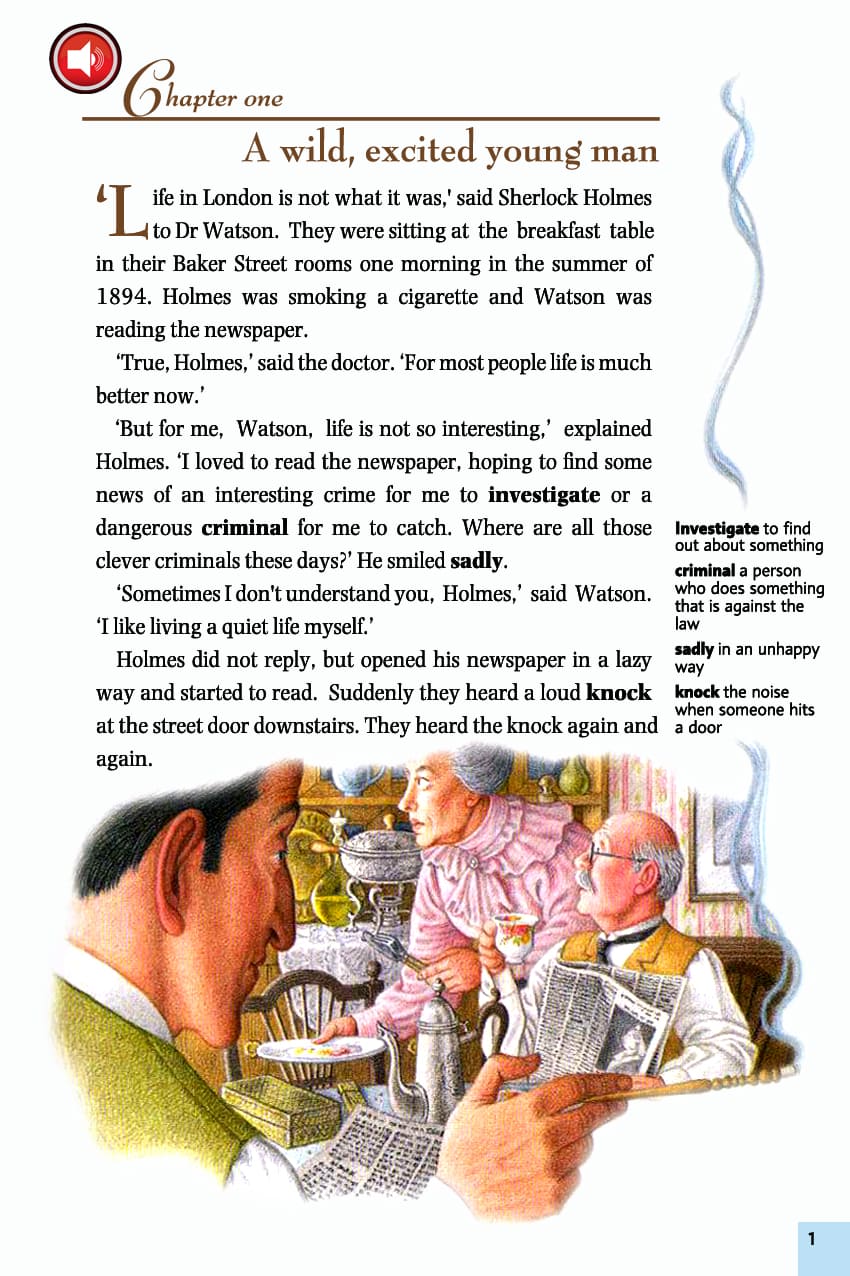 Chapter one
A wild, excited young man
‘Life in London is not what it was,' said Sherlock Holmes
to Dr Watson. They were sitting at the breakfast table
in their Baker Street rooms one morning in the summer of
1894. Holmes was smoking a cigarette and Watson was
reading the newspaper.
‘True, Holmes,’ said the doctor. ‘For most people life is much
better now.’
‘But for me, Watson, life is not so interesting,’ explained
Holmes. ‘I loved to read the newspaper, hoping to find some
news of an interesting crime for me to investigate or a
dangerous criminal for me to catch. Where are all those
clever criminals these days?’ He smiled sadly.
‘Sometimes I don't understand you, Holmes,’ said Watson.
‘I like living a quiet life myself.’
Holmes did not reply, but opened his newspaper in a lazy
way and started to read. Suddenly they heard a loud knock
at the street door downstairs. They heard the knock again and
again.
Investigate to find
out about something
criminal a person
who does something
that is against the
law
sadly in an unhappy
way
knock the noise
when someone hits
a door
1